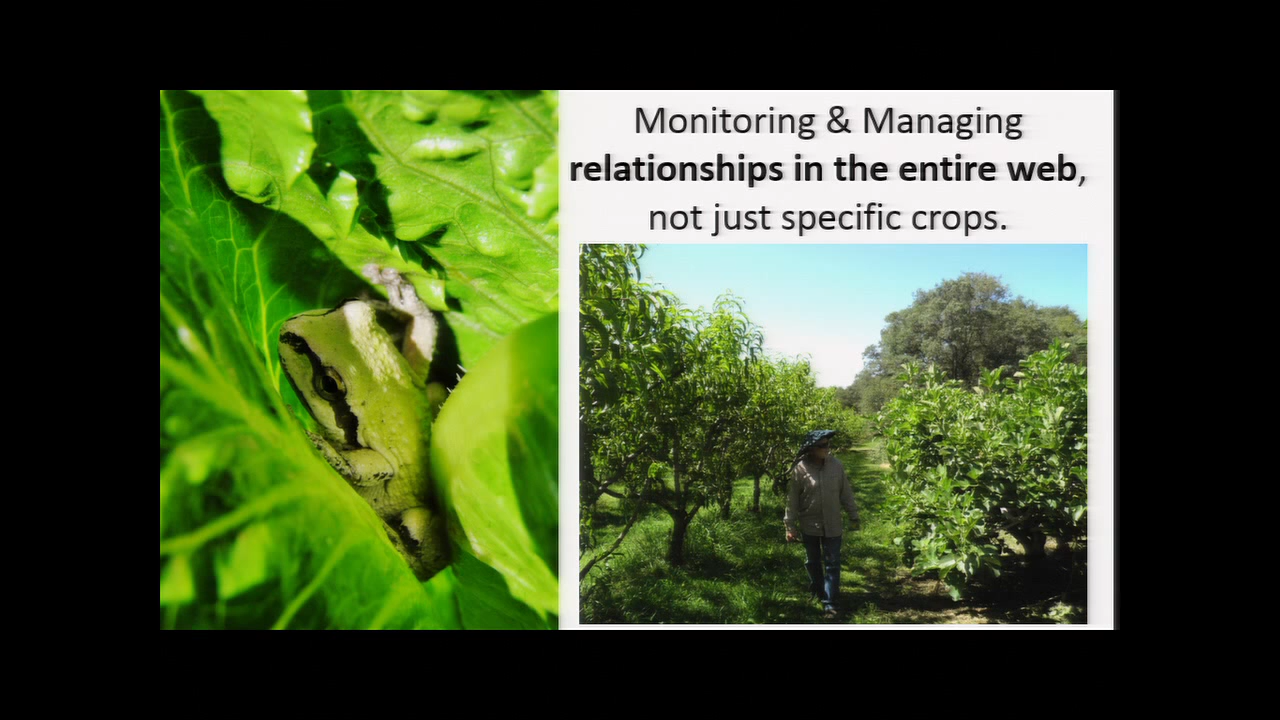 Monitoring & Managing
relationships in the entire web,
not just specific crops.